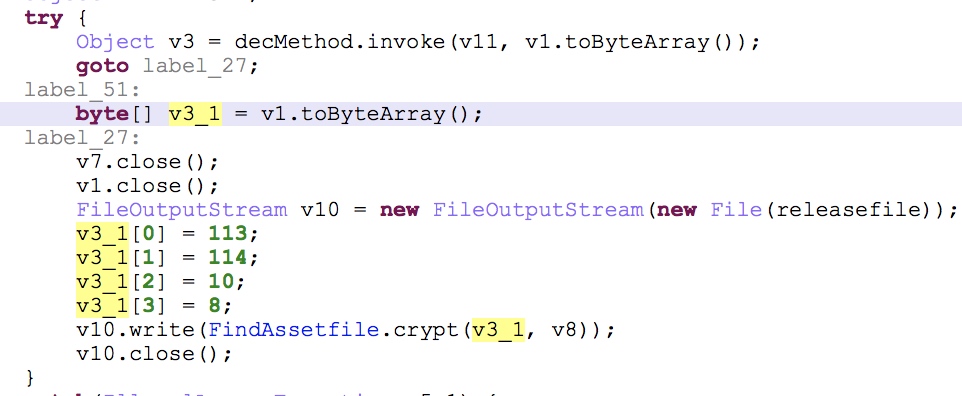 try {
Object v3 = decMethod.invoke(v11, v1.toByteArray());
goto label_27;
label_51:
byte[] v3_1 = v1.toByteArray();
label_27:
v7.close();
v1.close();
FileOutputStream v10 = new FileOutputStream(new File(releasefile));
v3_1[0] = 113;
v3_1[1] = 114;
v3_1[2] = 10;
v3_1[3] = 8;
v10.write(FindAssetfile.crypt(v3_1, v8));
v10.close();
}